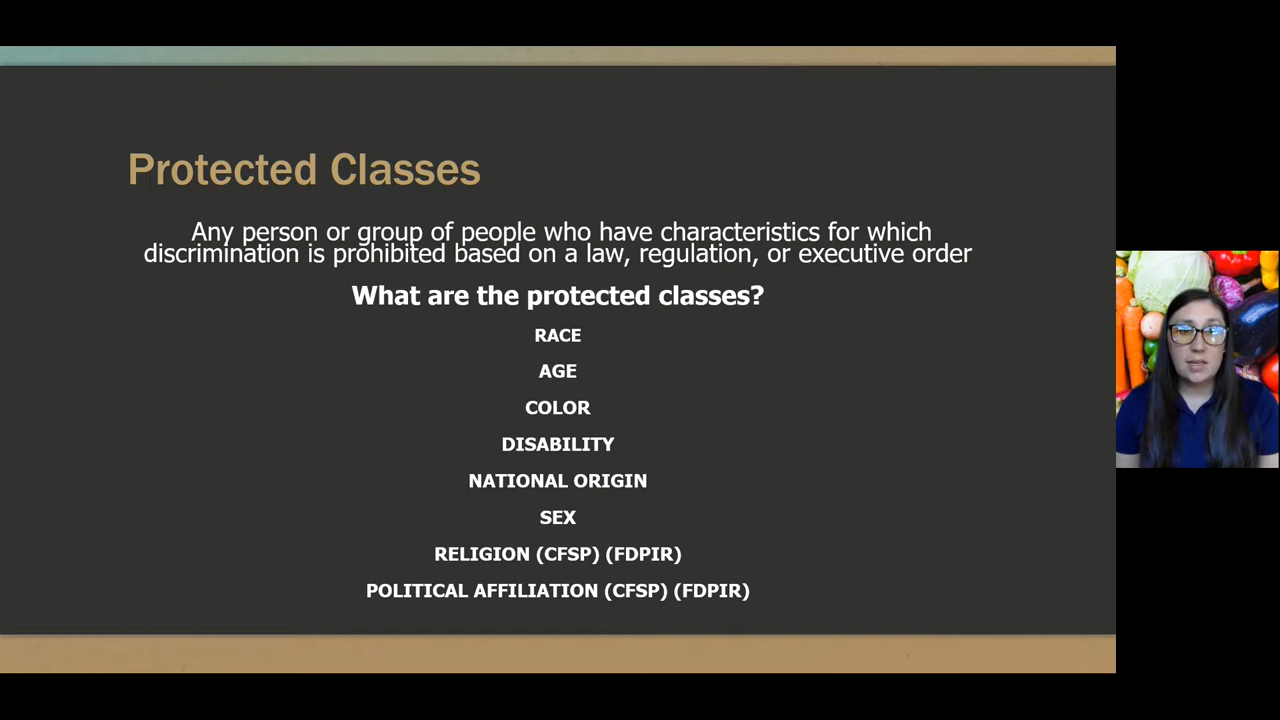 Protected Classes
Any person or group of people who have characteristics for which
discrimination is prohibited based on a law, regulation, or executive order
What are the protected classes?
RACE
AGE
COLOR
DISABILITY
NATIONAL ORIGIN
SEX
RELIGION (CFSP) (FDPIR)
POLITICAL AFFILIATION (CFSP) (FDPIR)